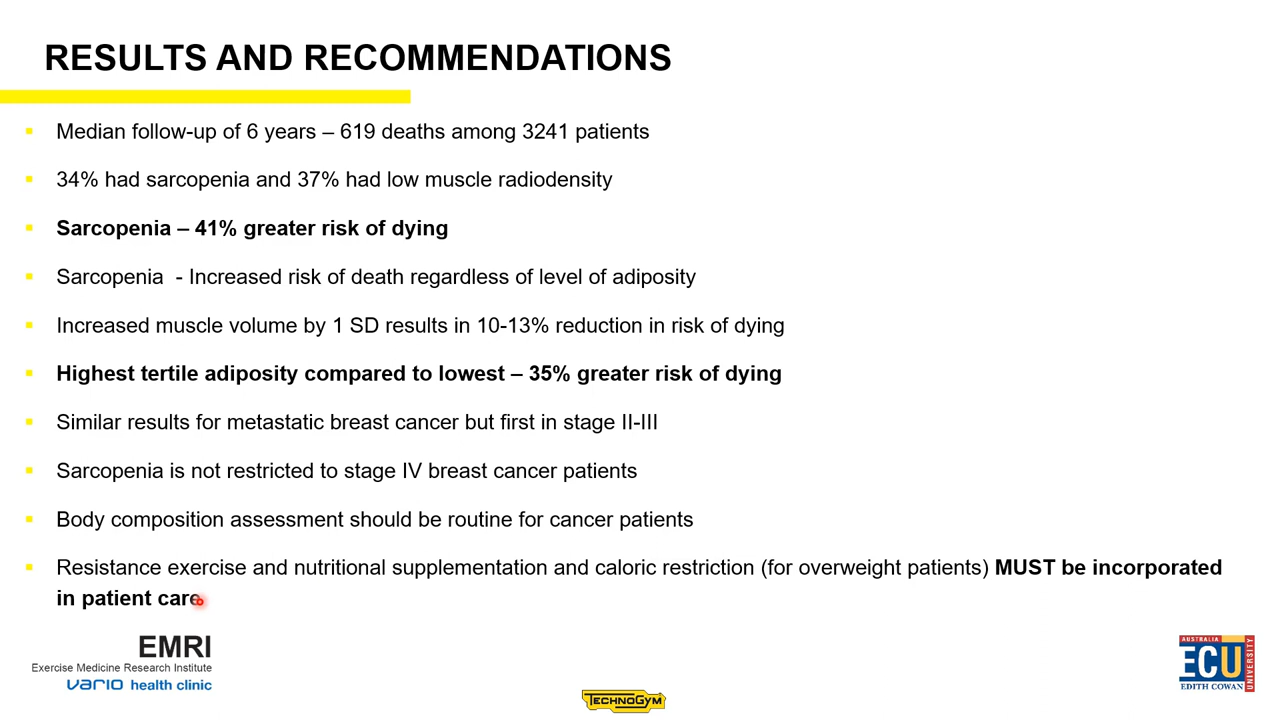 RESULTS AND RECOMMENDATIONS
Median follow-up of 6 years – 619 deaths among 3241 patients
34% had sarcopenia and 37% had low muscle radiodensity
Sarcopenia – 41% greater risk of dying
Sarcopenia  - Increased risk of death regardless of level of adiposity
Increased muscle volume by 1 SD results in 10-13% reduction in risk of dying
Highest tertile adiposity compared to lowest – 35% greater risk of dying
Similar results for metastatic breast cancer but first in stage II-III
Sarcopenia is not restricted to stage IV breast cancer patients
Body composition assessment should be routine for cancer patients
Resistance exercise and nutritional supplementation and caloric restriction (for overweight patients) MUST be incorporated
in patient care
EMRI
Exercise Medicine Research Institute
vario health clinic
TECHNOGYM
AUSTRALIA
ECU
EDITH COWAN
UNIVERSITY